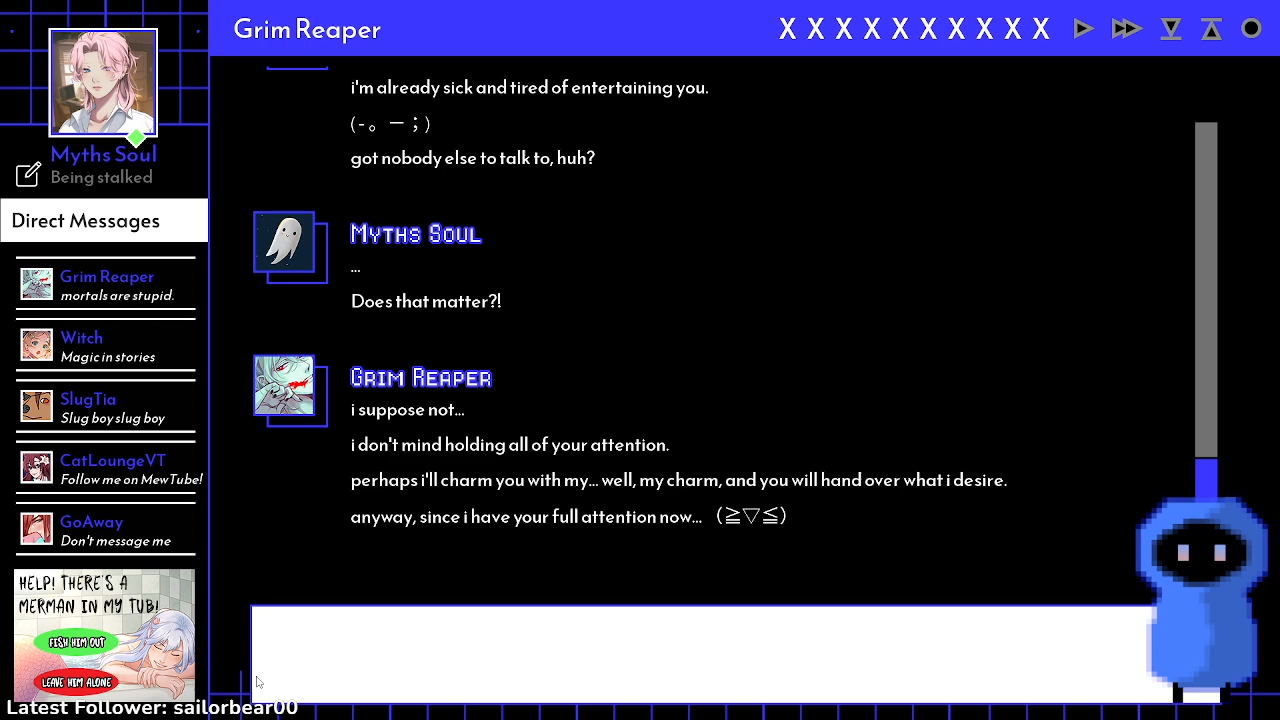 Grim Reaper
X X X X X X X X X X
Myths Soul
Being stalked
Direct Messages
Grim Reaper
mortals are stupid.
Witch
Magic in stories
SlugTia
Slug boy slug boy
CatLoungeVT
Follow me on MewTube!
GoAway
Don't message me
HELP! THERE'S A
MERMAN IN MY TUB!
FISH HIM OUT
LEAVE HIM ALONE
Latest Follower: sailorbear00
i'm already sick and tired of entertaining you.
(-。ー；)
got nobody else to talk to, huh?
Myths Soul
...
Does that matter?!
Grim Reaper
i suppose not...
i don't mind holding all of your attention.
perhaps i'll charm you with my... well, my charm, and you will hand over what i desire.
anyway, since i have your full attention now... （≧▽≦）